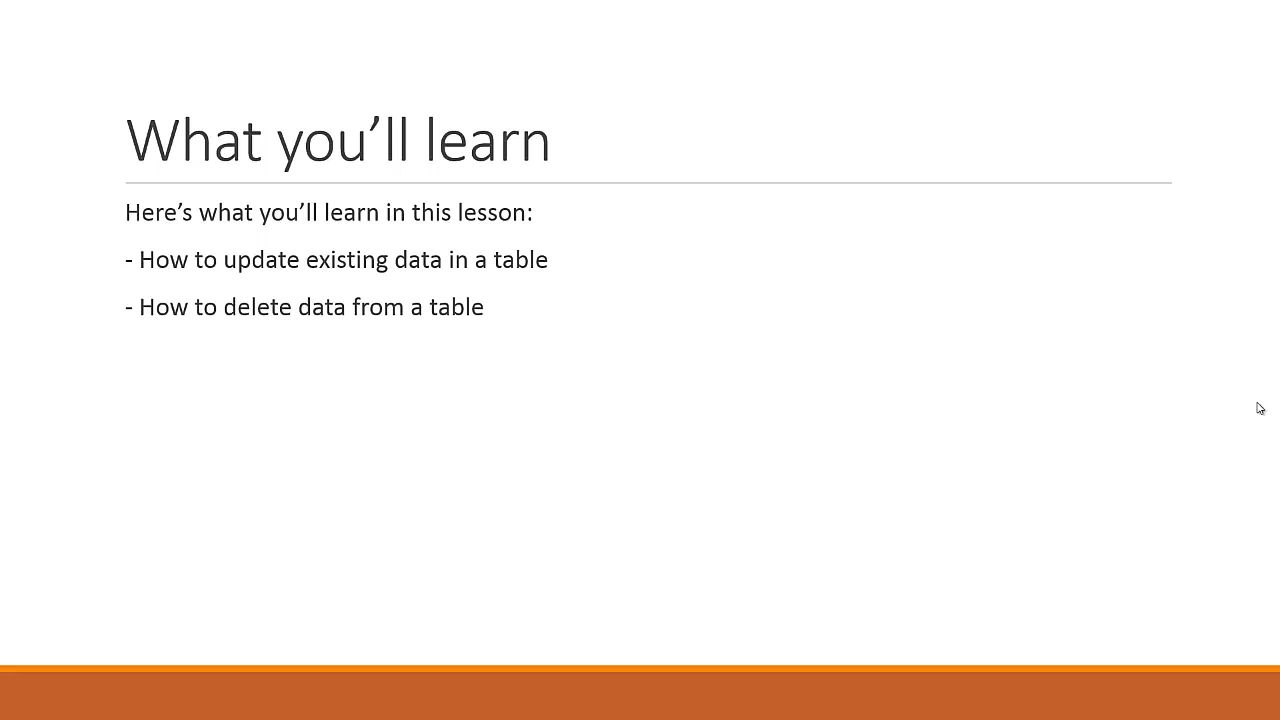 What you’ll learn
Here’s what you’ll learn in this lesson:
- How to update existing data in a table
- How to delete data from a table